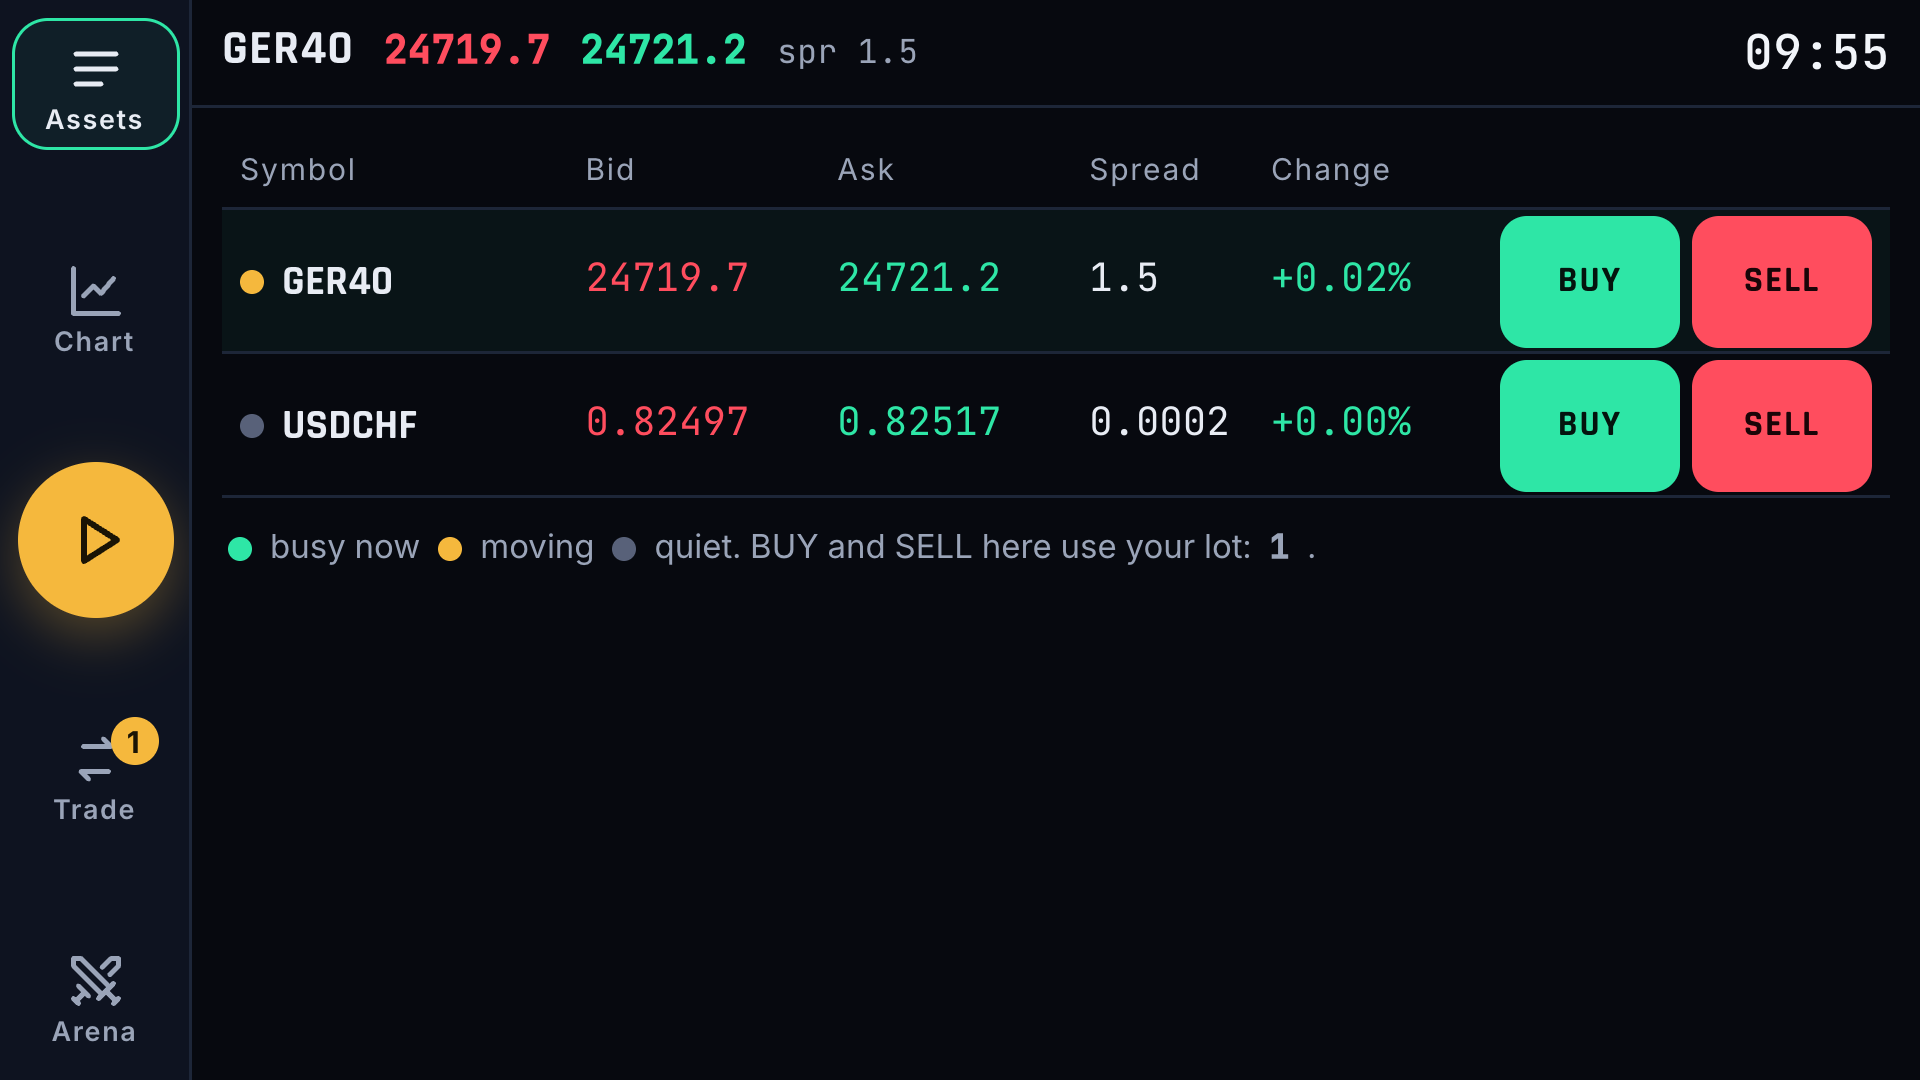 Assets
GER40 24719.7 24721.2 spr 1.5
09:55
Symbol Bid Ask Spread Change
GER40 24719.7 24721.2 1.5 +0.02% BUY SELL
Chart
USDCHF 0.82497 0.82517 0.0002 +0.00% BUY SELL
busy now moving quiet. BUY and SELL here use your lot: 1 .
1
Trade
Arena